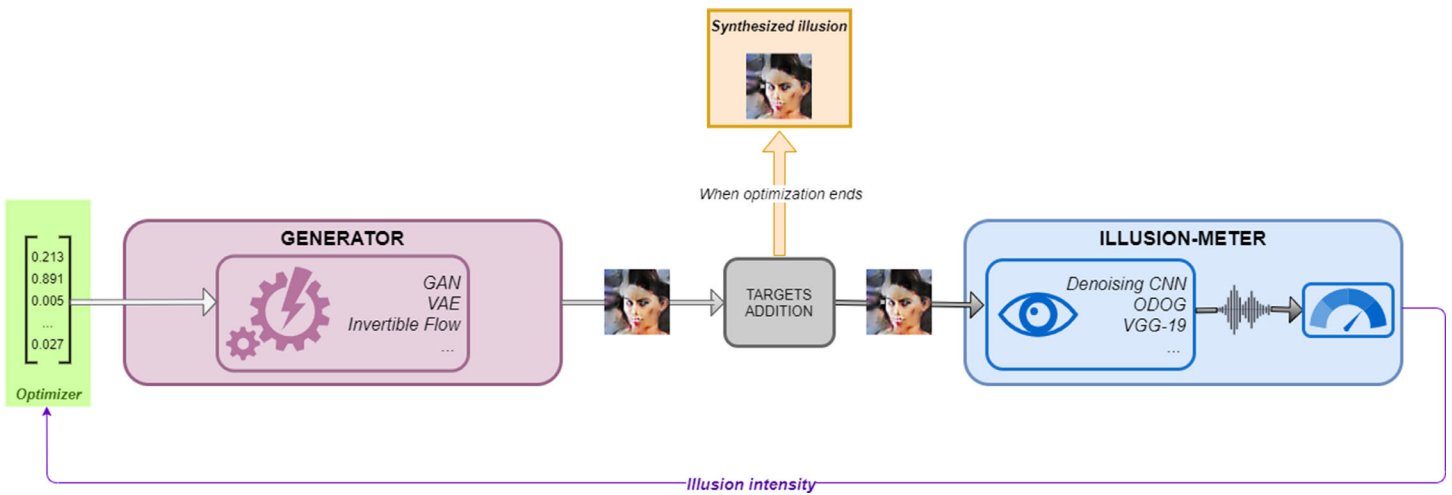 Synthesized illusion
When optimization ends
0.213
0.891
0.005
...
0.027
Optimizer
GENERATOR
GAN
VAE
Invertible Flow
...
TARGETS
ADDITION
ILLUSION-METER
Denoising CNN
ODOG
VGG-19
...
Illusion intensity